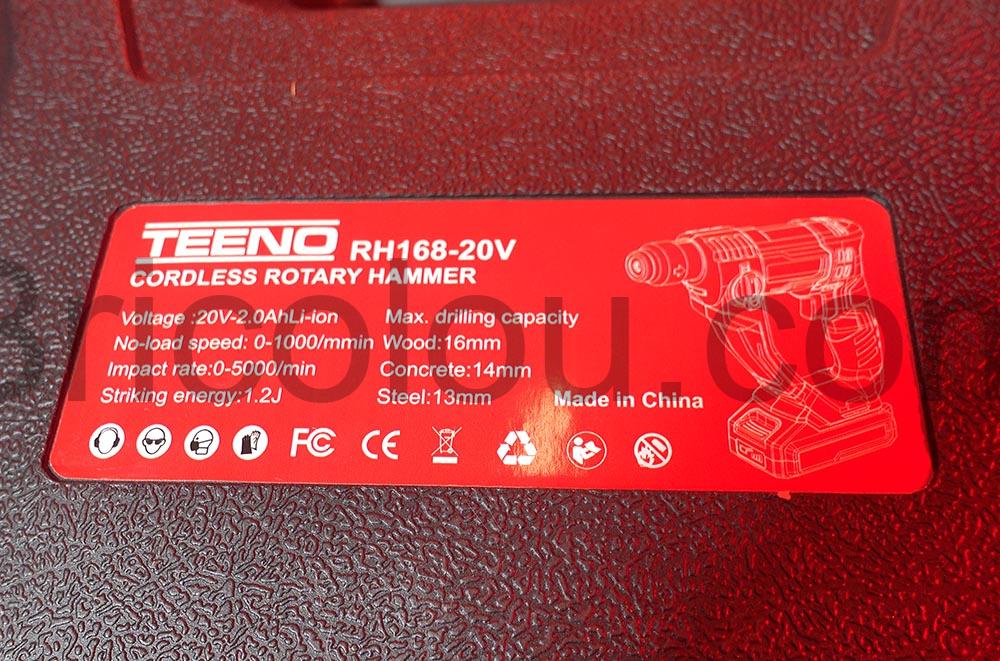 TEENO RH168-20V
CORDLESS ROTARY HAMMER
Voltage :20V-2.0AhLi-ion
No-load speed: 0-1000/mmin
Impact rate:0-5000/min
Striking energy:1.2J
Max. drilling capacity
Wood:16mm
Concrete:14mm
Steel:13mm
Made in China
FC CE
bricolou.com